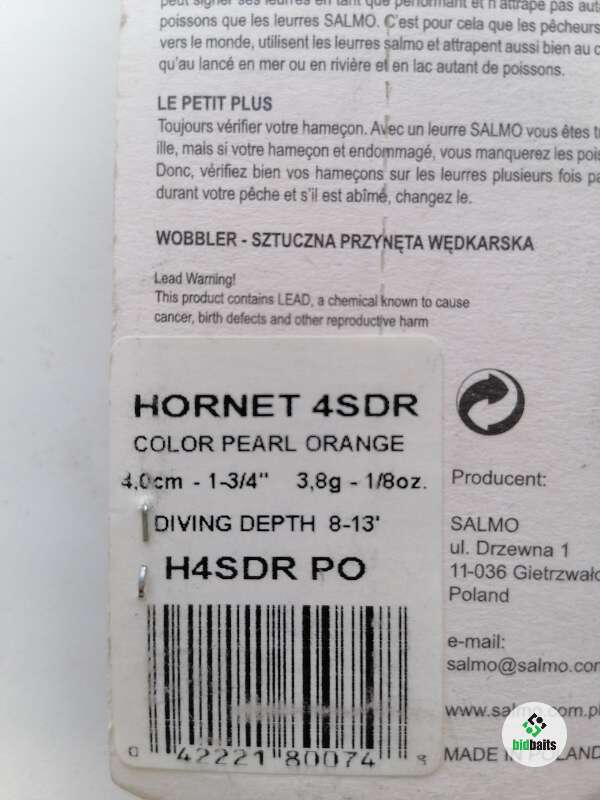 poissons que les leurres SALMO. C'est pour cela que les pêcheurs
vers le monde, utilisent les leurres salmo et attrapent aussi bien au
qu'au lancé en mer ou en rivière et en lac autant de poissons.
LE PETIT PLUS
Toujours vérifier votre hameçon. Avec un leurre SALMO vous êtes
ille, mais si votre hameçon et endommagé, vous manquerez les
Donc, vérifiez bien vos hameçons sur les leurres plusieurs fois
durant votre pêche et s'il est abîmé, changez le.
WOBBLER - SZTUCZNA PRZYNĘTA WĘDKARSKA
Lead Warning!
This product contains LEAD, a chemical known to cause
cancer, birth defects and other reproductive harm
HORNET 4SDR
COLOR PEARL ORANGE
4,0cm - 1-3/4" 3,8g - 1/8oz.
DIVING DEPTH 8-13'
H4SDR PO
0 42221 80074
Producent:
SALMO
ul. Drzewna 1
11-036 Gietrzwał
Poland
e-mail:
salmo@salmo.com
www.salmo.com.pl
MADE IN POLAND
bidbaits